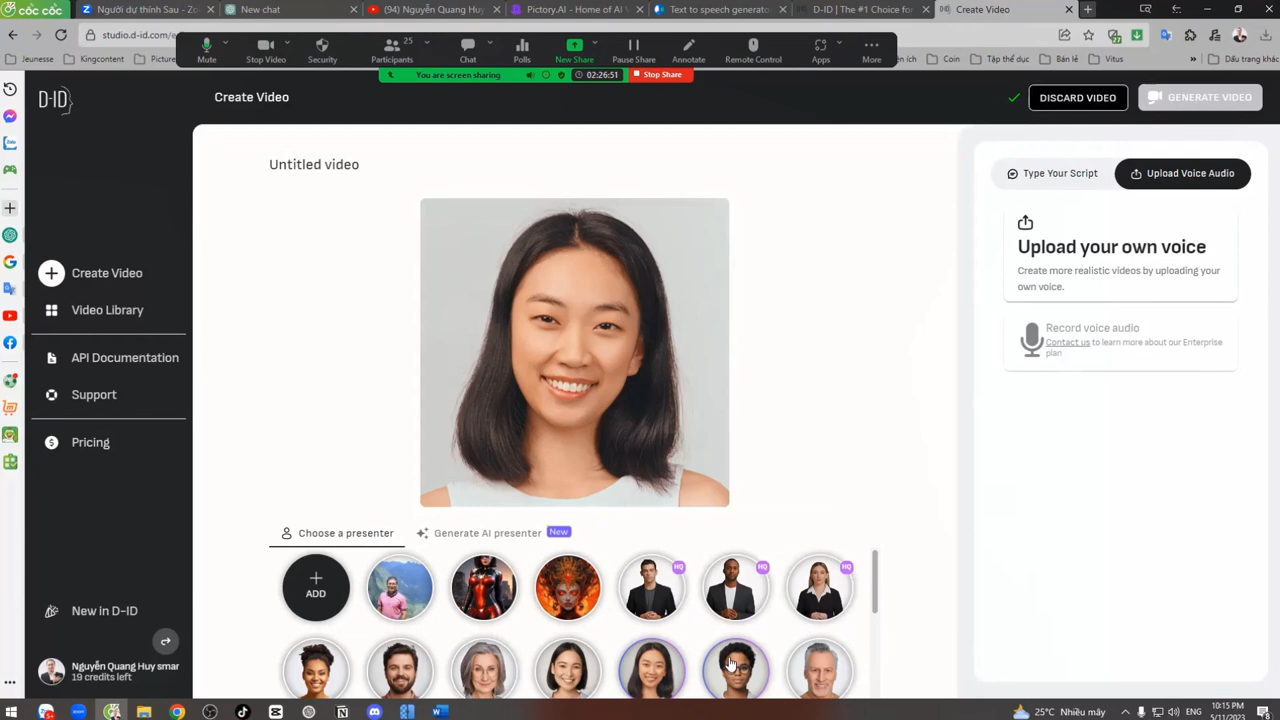 cốc cốc
Người dự thính Sau - Zo
New chat
(94) Nguyễn Quang Huy
Pictory.AI - Home of AI
Text to speech generato
D-ID | The #1 Choice for
Create Video
studio.d-id.com/e
Jeunesse
Kingcontent
Picture
Coin
Tập thể dục
Bán lẻ
Vitus
»
Dấu trang khác
Mute
Stop Video
Security
25
Participants
Chat
Polls
New Share
Pause Share
Annotate
Remote Control
Apps
More
You are screen sharing
02:26:51
Stop Share
D-ID
Create Video
DISCARD VIDEO
GENERATE VIDEO
Untitled video
Type Your Script
Upload Voice Audio
Upload your own voice
Create more realistic videos by uploading your
own voice.
Record voice audio
Contact us to learn more about our Enterprise
plan
Create Video
Video Library
API Documentation
Support
Pricing
New in D-ID
Nguyễn Quang Huy smar
19 credits left
Choose a presenter
Generate AI presenter
New
ADD
HQ
HQ
HQ
25°C Nhiều mây
ENG
10:15 PM
5/11/2023